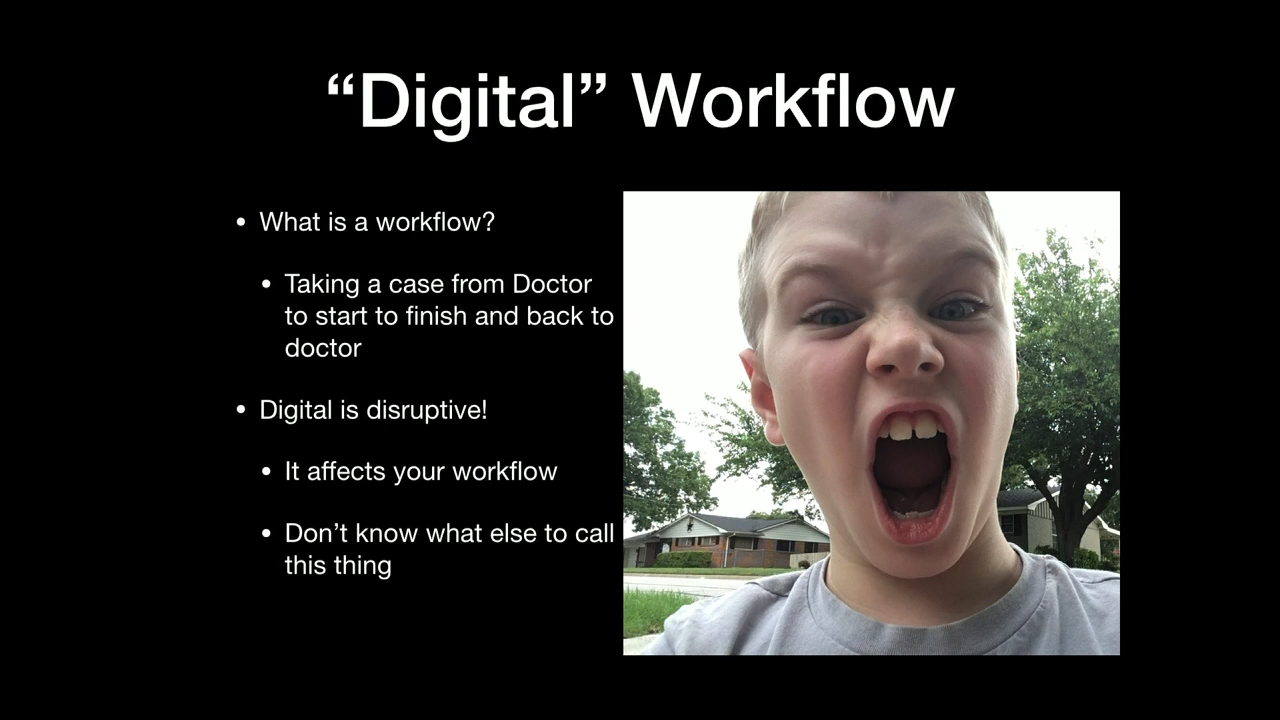 “Digital” Workflow
• What is a workflow?
• Taking a case from Doctor
to start to finish and back to
doctor
• Digital is disruptive!
• It affects your workflow
• Don’t know what else to call
this thing